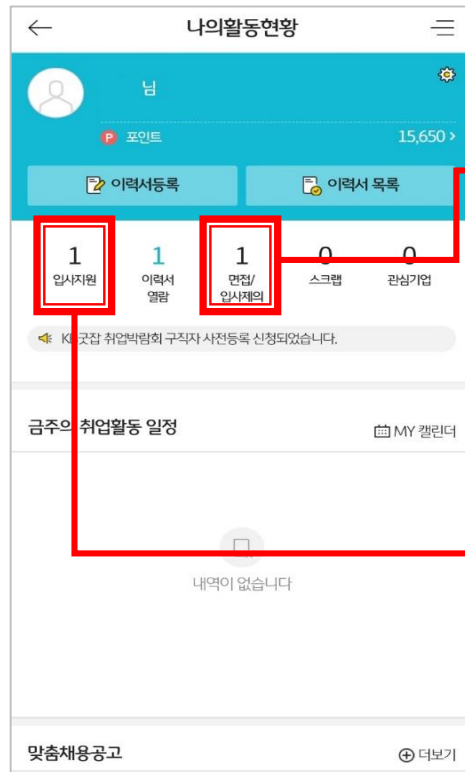 나의활동현황
님
P 포인트
15,650 >
이력서등록
이력서 목록
1
입사지원
1
이력서
열람
1
면접/
입사제의
0
스크랩
0
관심기업
굿잡 취업박람회 구직자 사전등록 신청되었습니다.
금주의 취업활동 일정
MY 캘린더
내역이 없습니다
맞춤채용공고
더보기